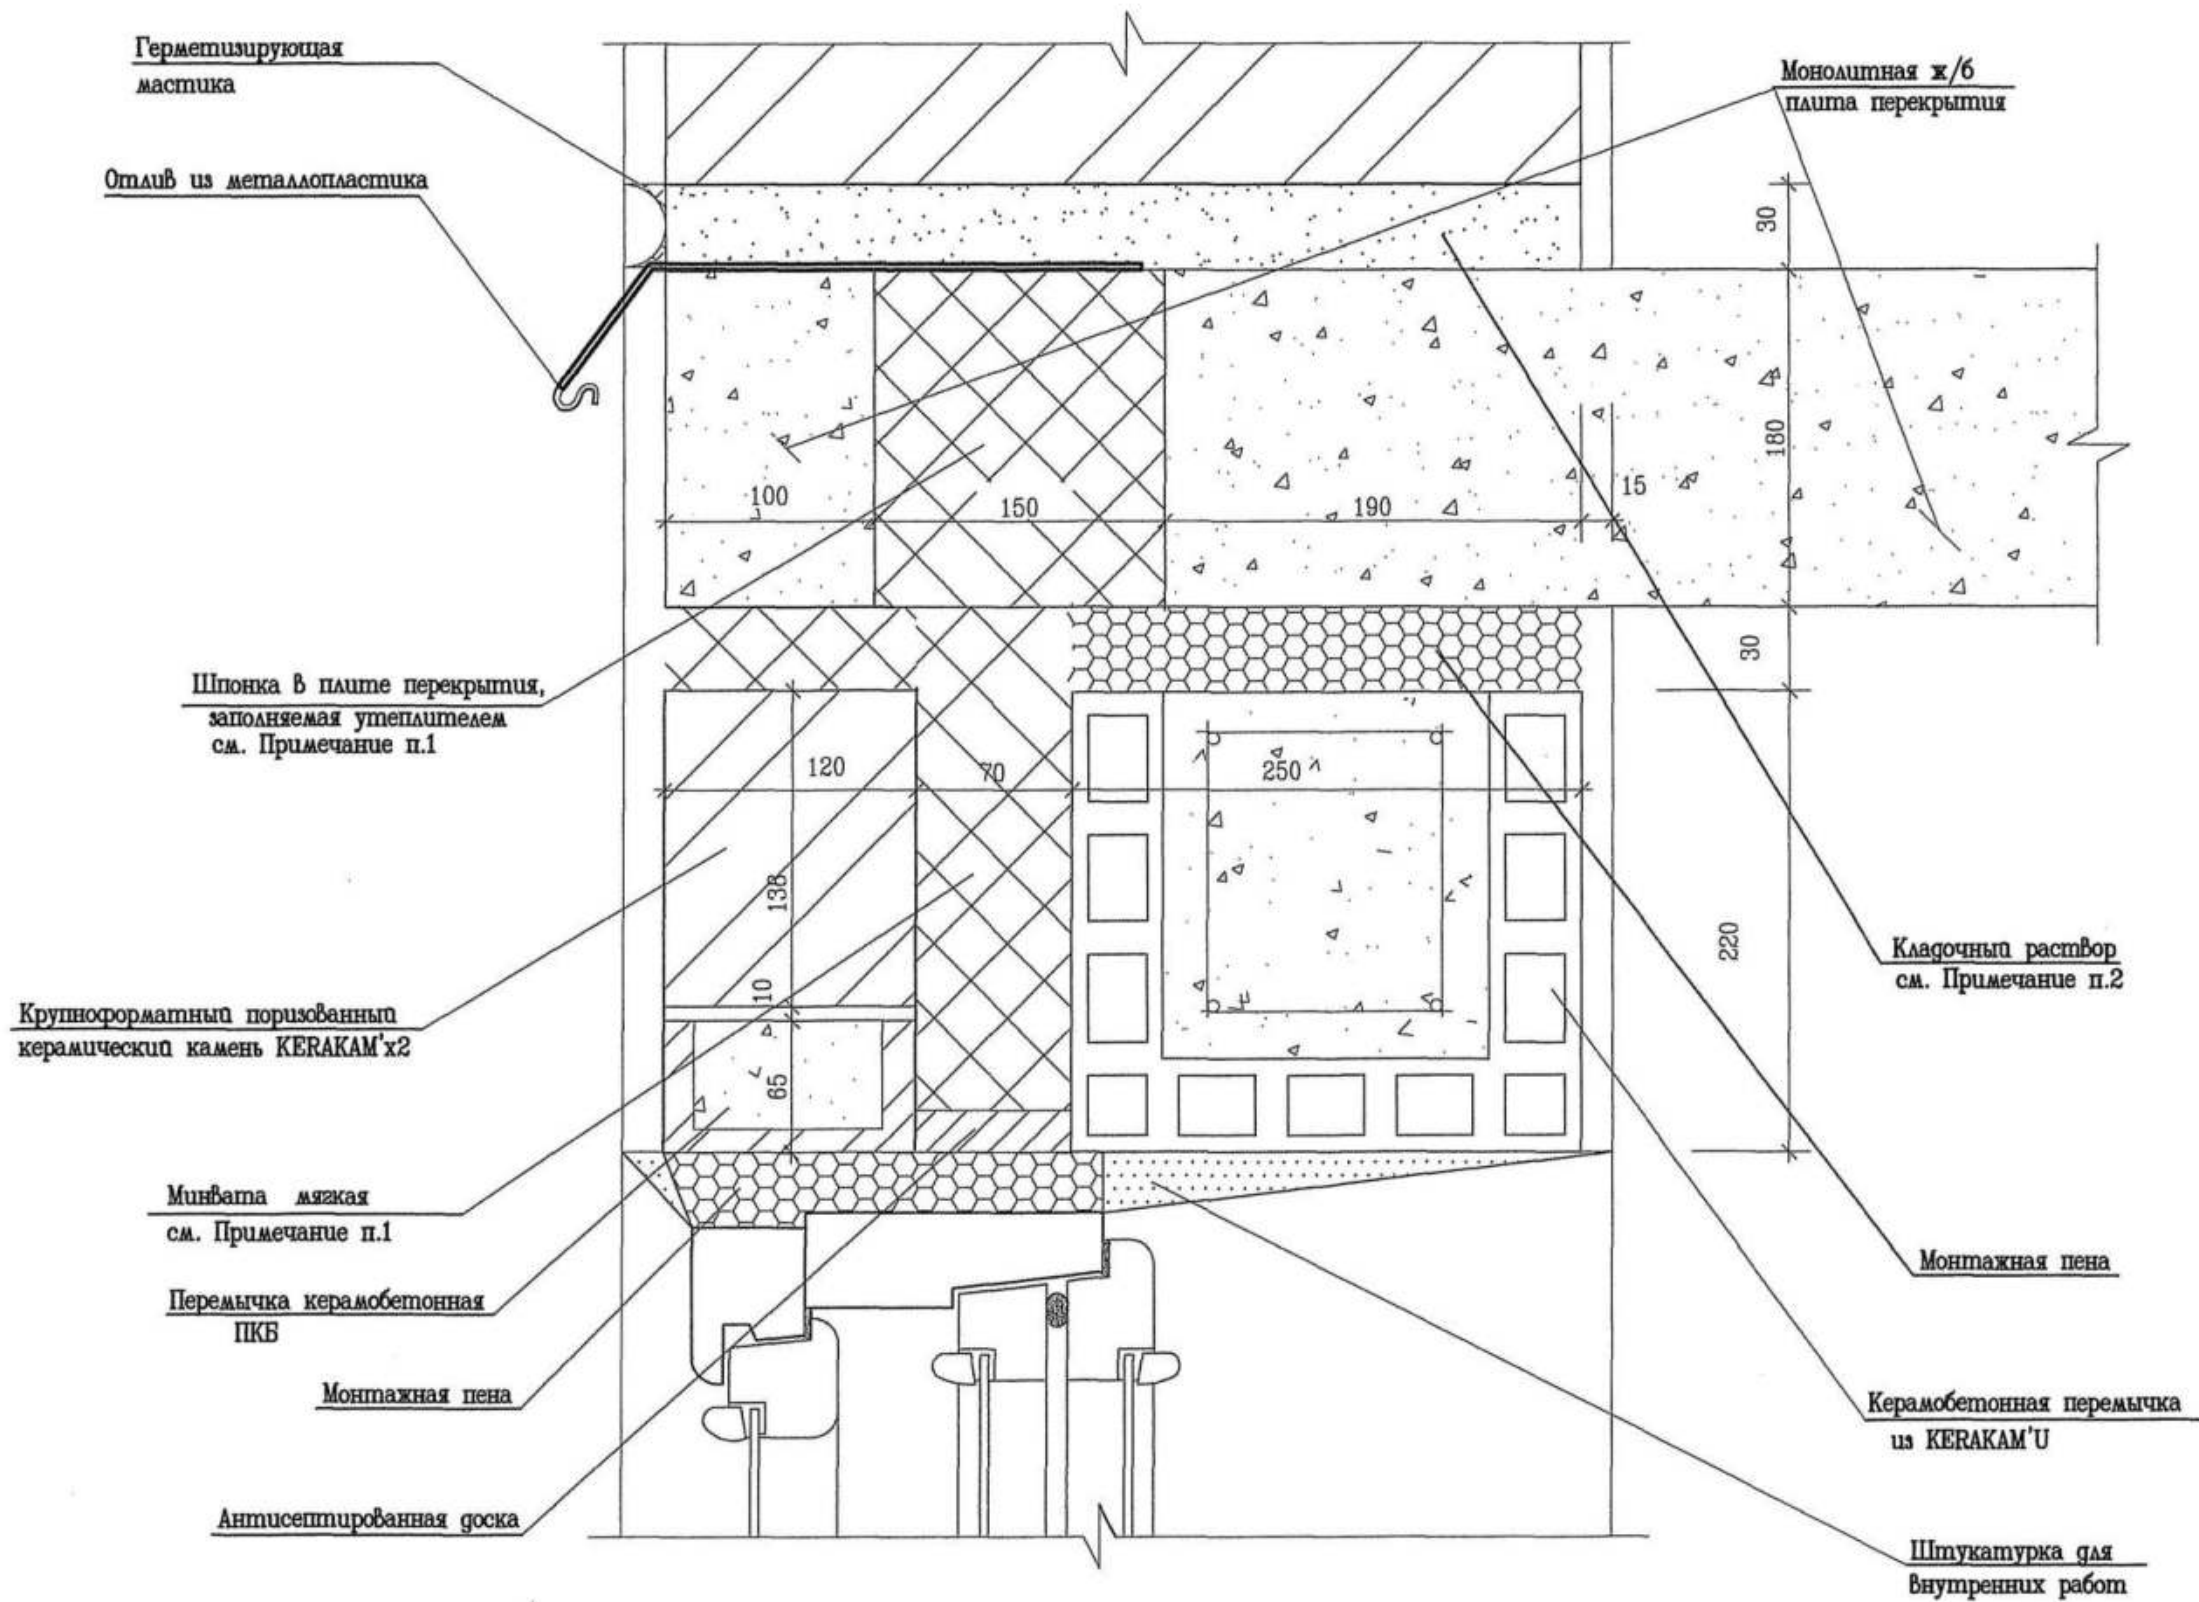 Герметизирующая
мастика
Отлив из металлопластика
Монолитная ж/б
плита перекрытия
30
180
15
100
150
190
30
Шпонка в плите перекрытия,
заполняемая утеплителем
см. Примечание п.1
120
70
250
138
220
10
65
Кладочный раствор
см. Примечание п.2
Крупноформатный поризованный
керамический камень KERAKAM'x2
Минвата мягкая
см. Примечание п.1
Монтажная пена
Перемычка керамобетонная
ПКБ
Монтажная пена
Керамобетонная перемычка
из KERAKAM'U
Антисептированная доска
Штукатурка для
внутренних работ